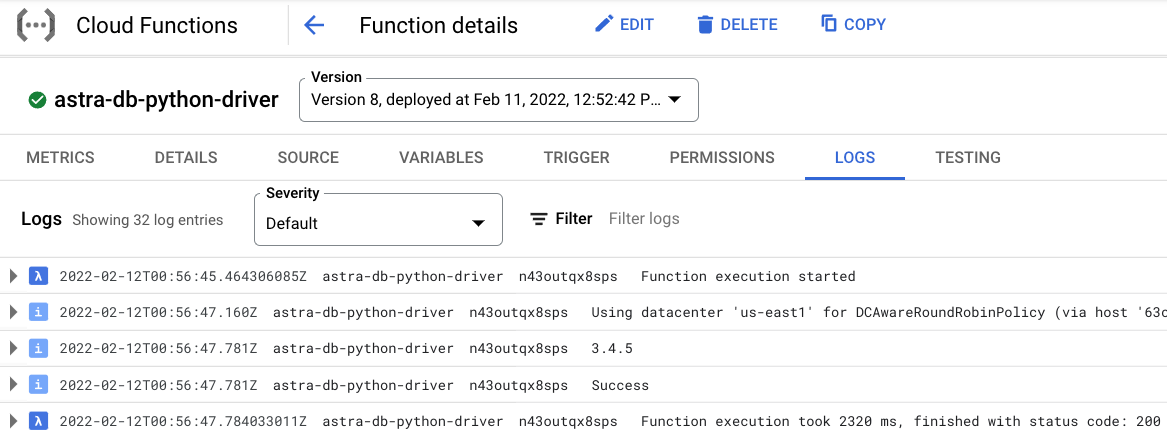 Cloud Functions Function details EDIT DELETE COPY
Version
astra-db-python-driver Version 8, deployed at Feb 11, 2022, 12:52:42 P...
METRICS DETAILS SOURCE VARIABLES TRIGGER PERMISSIONS LOGS TESTING
Severity
Logs Showing 32 log entries Default Filter Filter logs
λ 2022-02-12T00:56:45.464306085Z astra-db-python-driver n43outqx8sps Function execution started
i 2022-02-12T00:56:47.160Z astra-db-python-driver n43outqx8sps Using datacenter 'us-east1' for DCAwareRoundRobinPolicy (via host '63c
i 2022-02-12T00:56:47.781Z astra-db-python-driver n43outqx8sps 3.4.5
i 2022-02-12T00:56:47.781Z astra-db-python-driver n43outqx8sps Success
λ 2022-02-12T00:56:47.784033011Z astra-db-python-driver n43outqx8sps Function execution took 2320 ms, finished with status code: 200